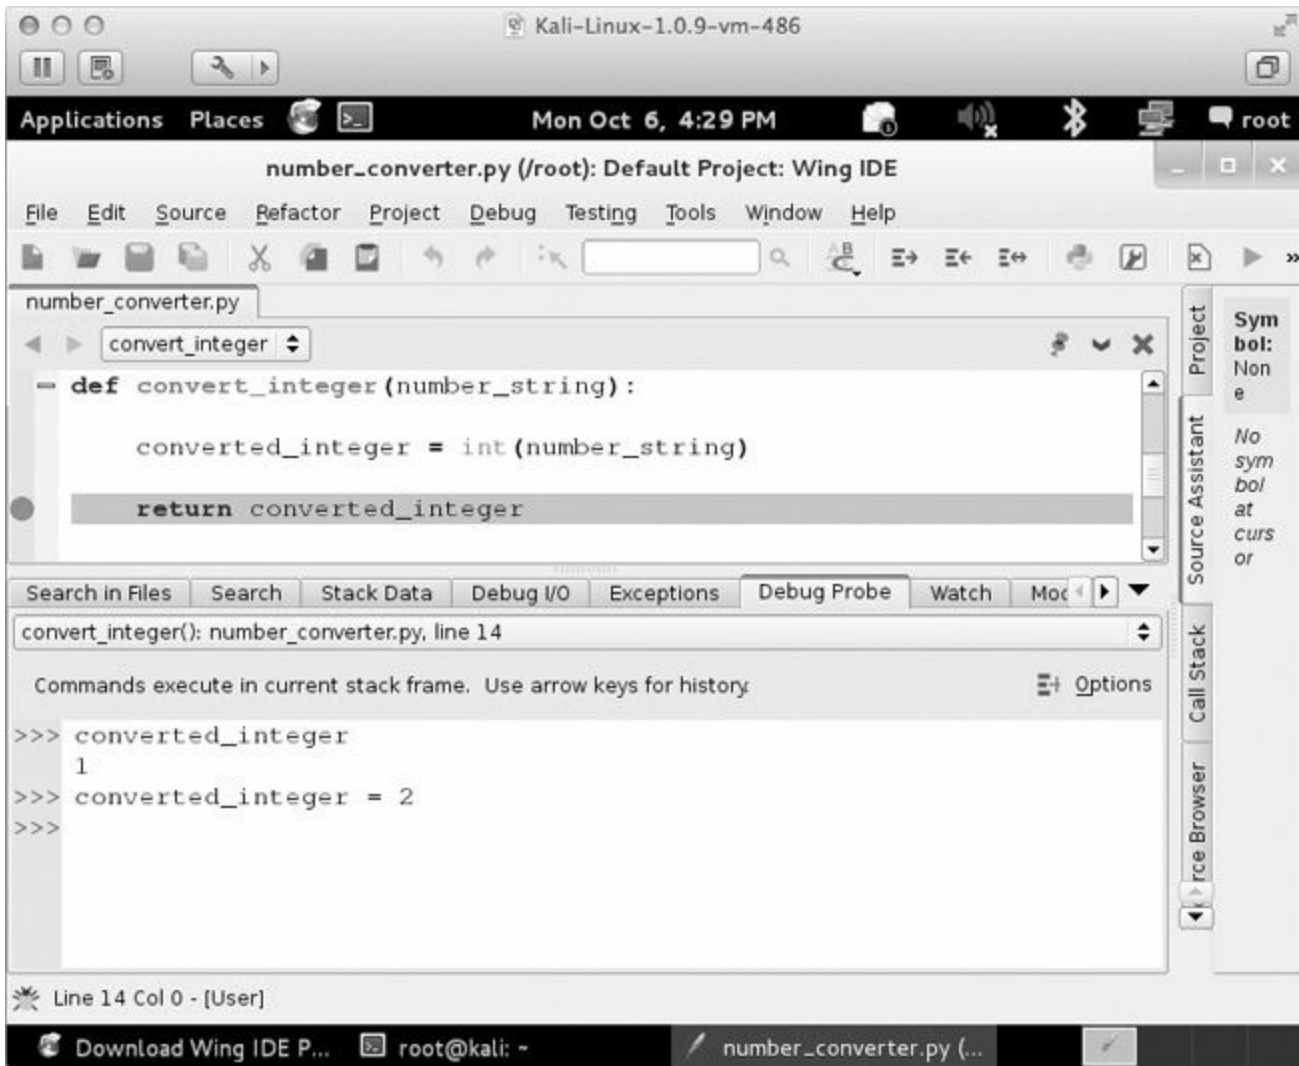 Kali-Linux-1.0.9-vm-486
Applications Places Mon Oct 6, 4:29 PM root
number_converter.py (/root): Default Project: Wing IDE
File Edit Source Refactor Project Debug Testing Tools Window Help
number_converter.py
convert_integer
def convert_integer(number_string):
converted_integer = int(number_string)
return converted_integer
Project
Source Assistant
Call Stack
rce Browser
Sym
bol:
Non
e
No
sym
bol
at
curs
or
Search in Files Search Stack Data Debug I/O Exceptions Debug Probe Watch Moc
convert_integer(): number_converter.py, line 14
Commands execute in current stack frame. Use arrow keys for history.
Options
>>> converted_integer
1
>>> converted_integer = 2
>>>
Line 14 Col 0 - [User]
Download Wing IDE P... root@kali: ~ number_converter.py (...